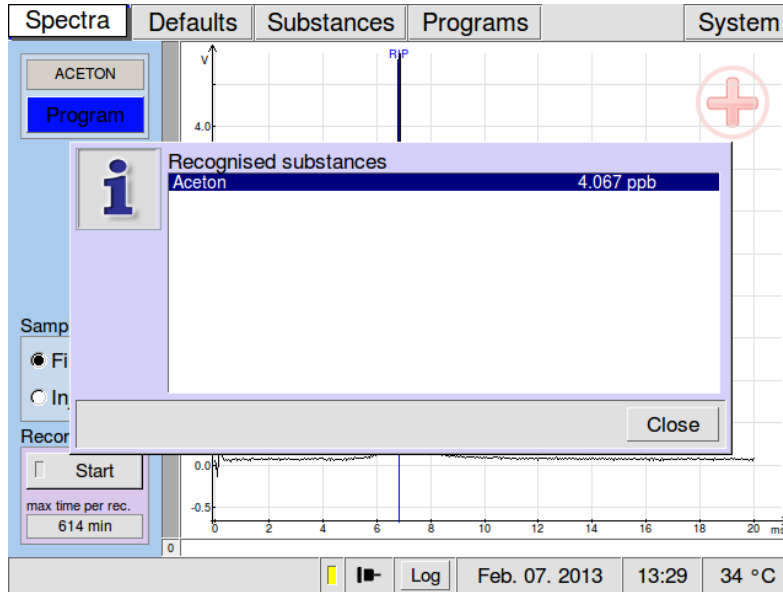 Spectra Defaults Substances Programs System
ACETON
Program
V
RIP
4.0
Recognised substances
Aceton 4.067 ppb
Close
Samp
Fi
In
Recor
Start
max time per rec.
614 min
0.0
-0.5
0 2 4 6 8 10 12 14 16 18 20 ms
0
Log Feb. 07. 2013 13:29 34 °C